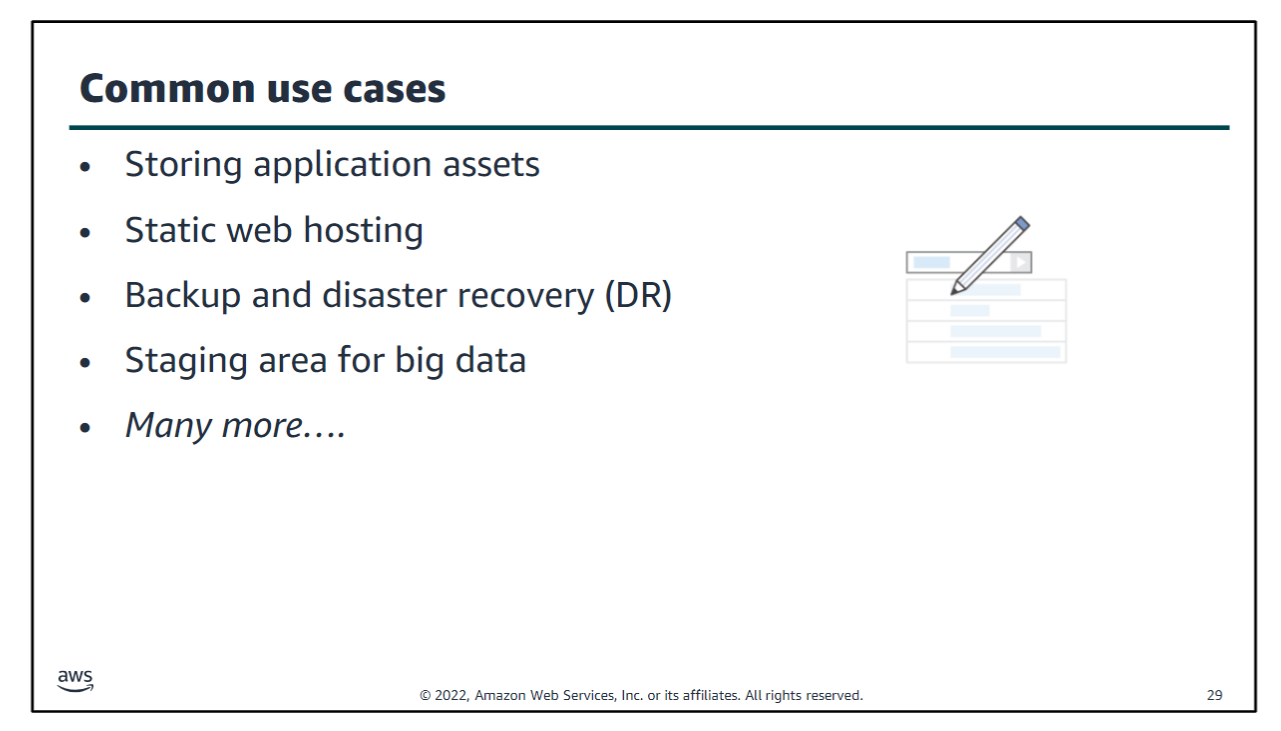 Common use cases
• Storing application assets
• Static web hosting
• Backup and disaster recovery (DR)
• Staging area for big data
• Many more….
aws
© 2022, Amazon Web Services, Inc. or its affiliates. All rights reserved.
29